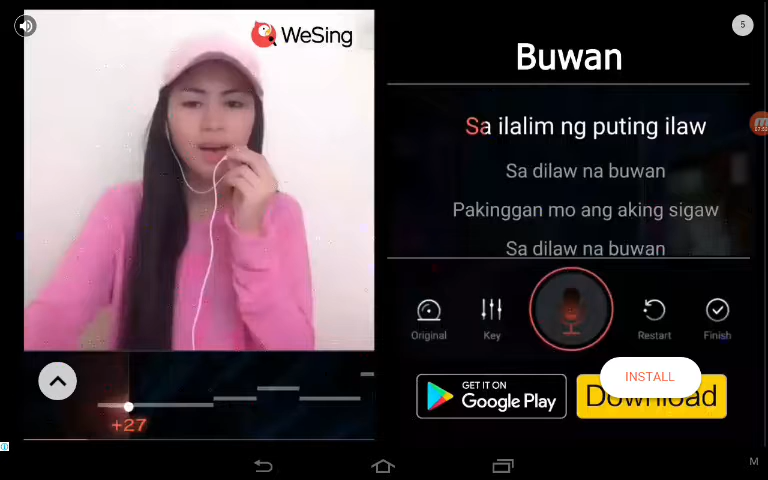 WeSing
5
Buwan
Sa ilalim ng puting ilaw
Sa dilaw na buwan
Pakinggan mo ang aking sigaw
Sa dilaw na buwan
Original
Key
Restart
Finish
INSTALL
GET IT ON
Google Play
Download
+27
M